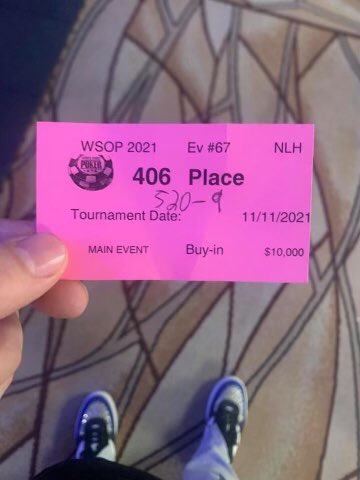 WSOP 2021 Ev #67 NLH
POKER
406 Place
520-9
Tournament Date: 11/11/2021
MAIN EVENT Buy-in $10,000